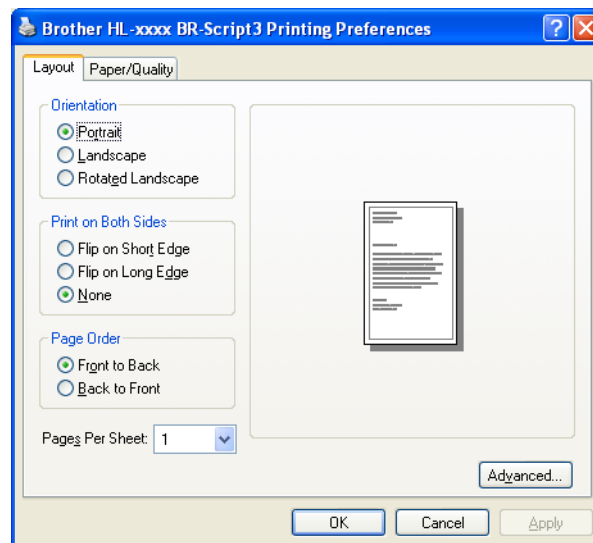 Brother HL-xxxx BR-Script3 Printing Preferences
Layout
Paper/Quality
Orientation
Portrait
Landscape
Rotated Landscape
Print on Both Sides
Flip on Short Edge
Flip on Long Edge
None
Page Order
Front to Back
Back to Front
Pages Per Sheet: 1
Advanced...
OK
Cancel
Apply